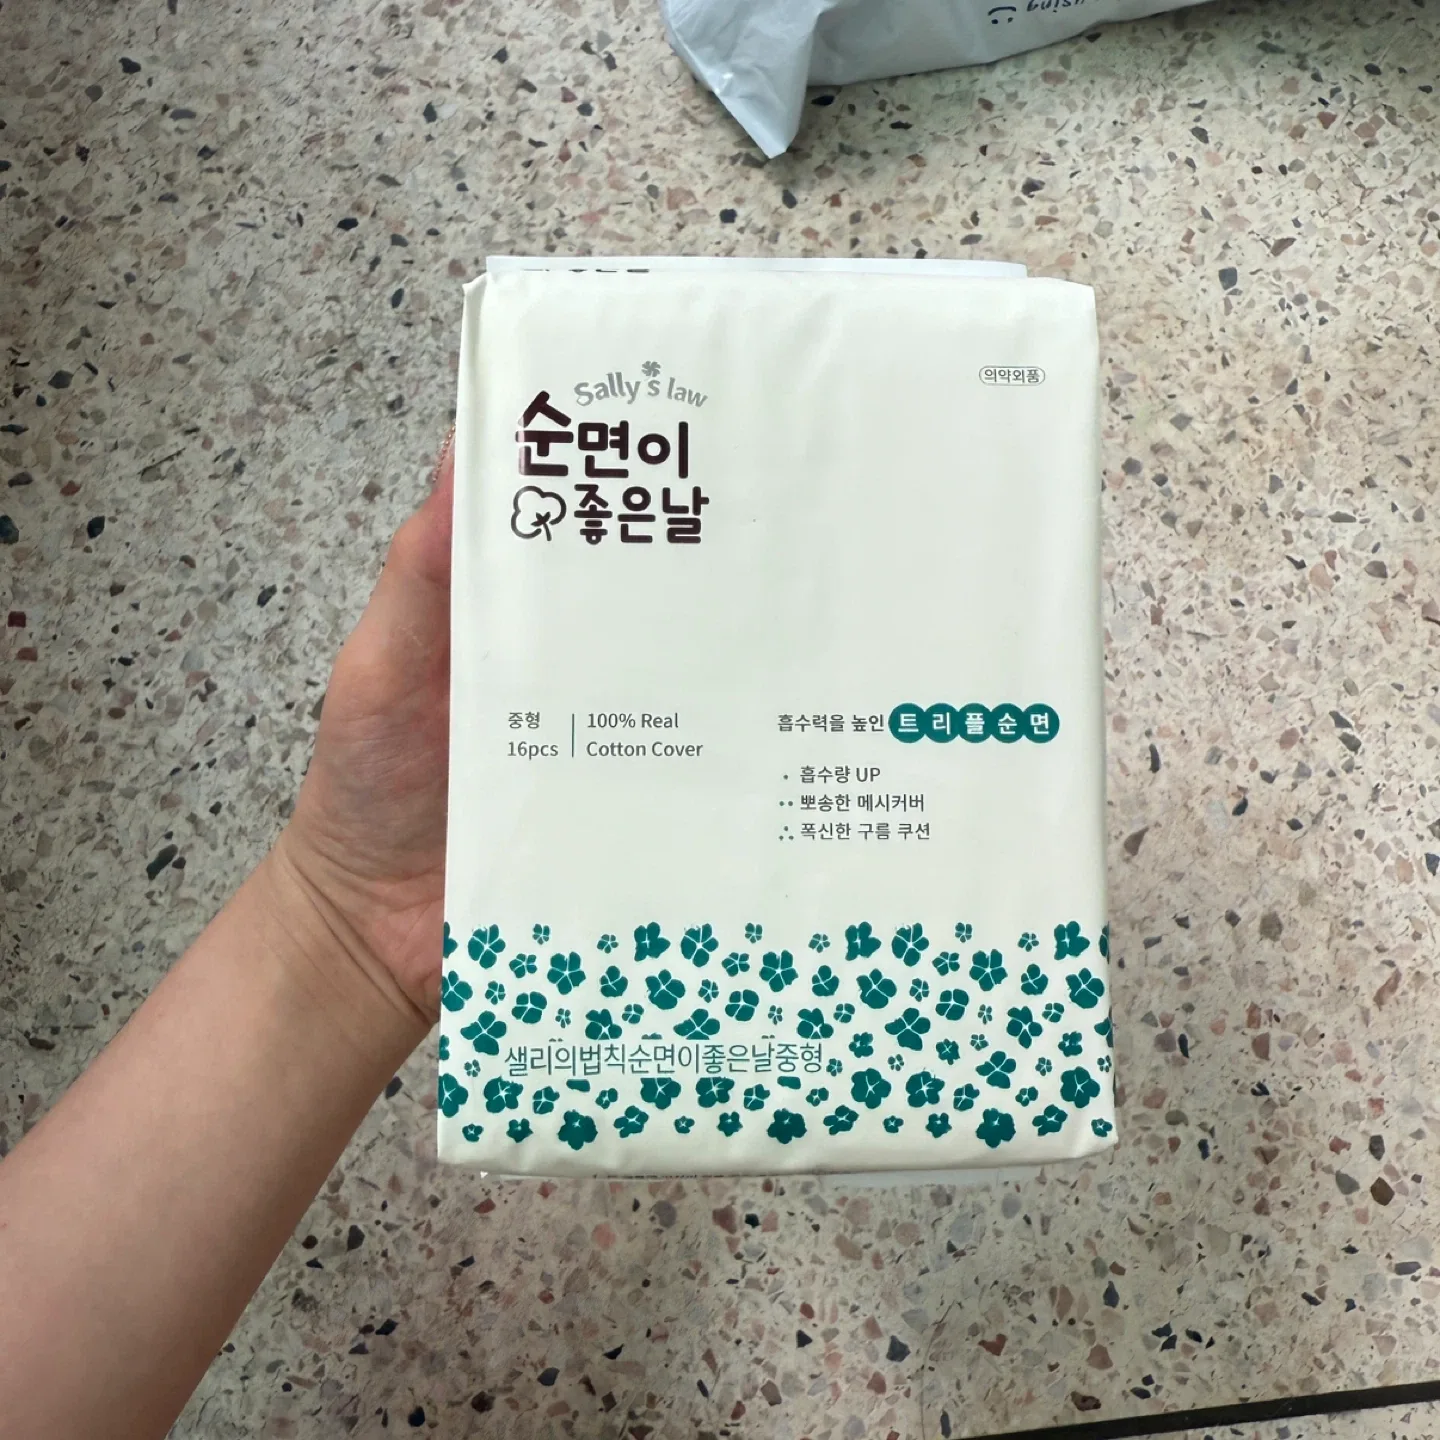 using
Sally's law
순면이
좋은날
의약외품
중형
16pcs
100% Real
Cotton Cover
흡수력을 높인 트리플순면
흡수량 UP
뽀송한 메시커버
폭신한 구름 쿠션
샐리의법칙순면이좋은날중형